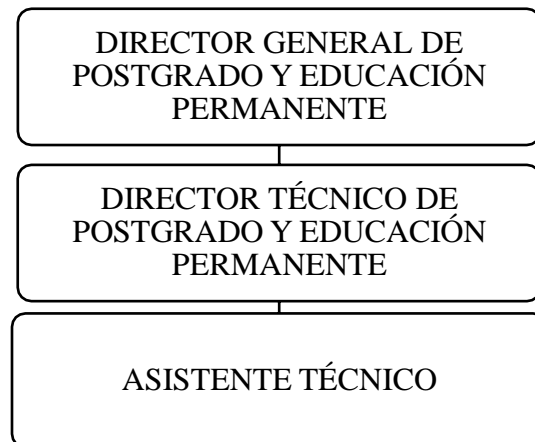 DIRECTOR GENERAL DE
POSTGRADO Y EDUCACIÓN
PERMANENTE
DIRECTOR TÉCNICO DE
POSTGRADO Y EDUCACIÓN
PERMANENTE
ASISTENTE TÉCNICO